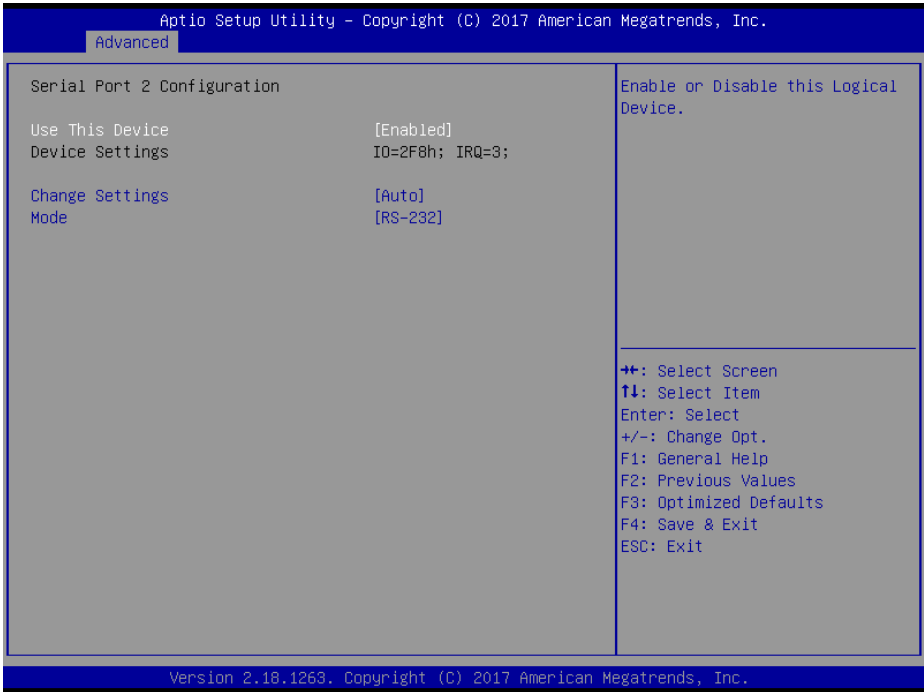 Aptio Setup Utility – Copyright (C) 2017 American Megatrends, Inc.
Advanced
Serial Port 2 Configuration
Use This Device [Enabled]
Device Settings IO=2F8h; IRQ=3;
Change Settings [Auto]
Mode [RS-232]
Enable or Disable this Logical
Device.
→←: Select Screen
↑↓: Select Item
Enter: Select
+/-: Change Opt.
F1: General Help
F2: Previous Values
F3: Optimized Defaults
F4: Save & Exit
ESC: Exit
Version 2.18.1263. Copyright (C) 2017 American Megatrends, Inc.